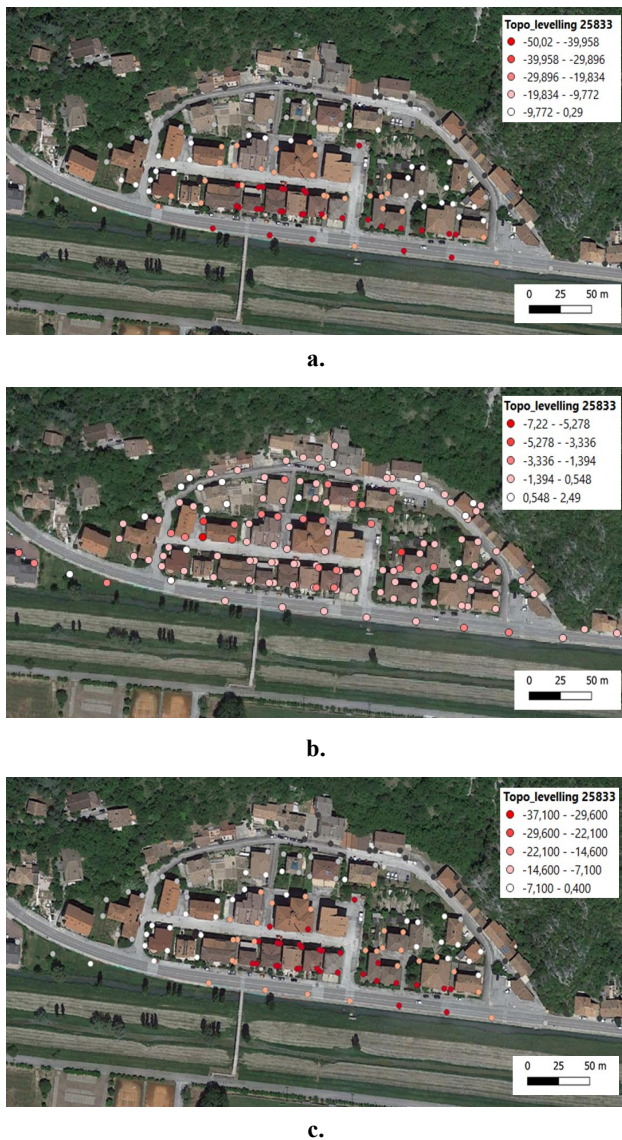 Topo_levelling 25833
-50,02 - -39,958
-39,958 - -29,896
-29,896 - -19,834
-19,834 - -9,772
-9,772 - 0,29
0 25 50 m
a.
Topo_levelling 25833
-7,22 - -5,278
-5,278 - -3,336
-3,336 - -1,394
-1,394 - 0,548
0,548 - 2,49
0 25 50 m
b.
Topo_levelling 25833
-37,100 - -29,600
-29,600 - -22,100
-22,100 - -14,600
-14,600 - -7,100
-7,100 - 0,400
0 25 50 m
c.